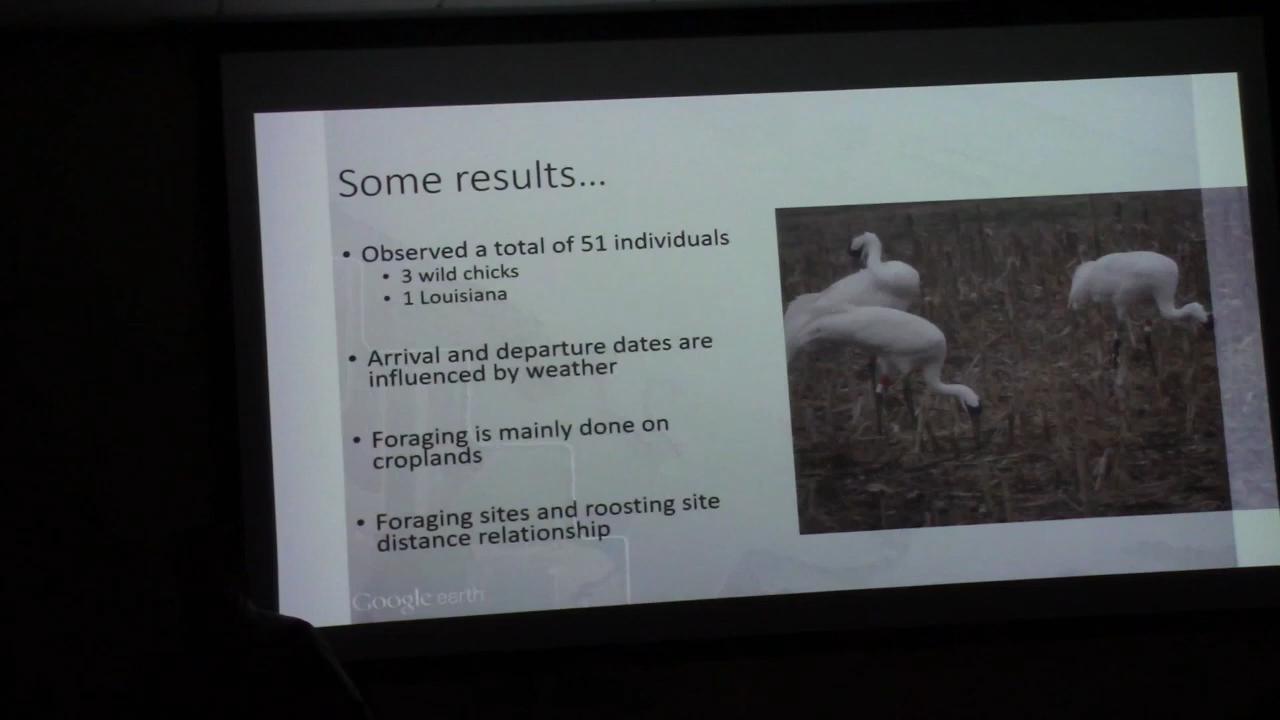 Some results...
• Observed a total of 51 individuals
• 3 wild chicks
• 1 Louisiana
• Arrival and departure dates are
influenced by weather
• Foraging is mainly done on
croplands
• Foraging sites and roosting site
distance relationship
Google earth